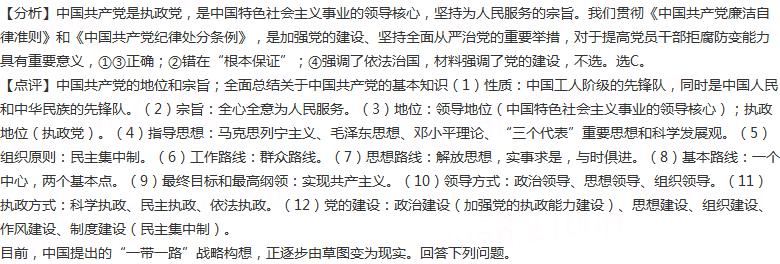 【分析】中国共产党是执政党，是中国特色社会主义事业的领导核心，坚持为人民服务的宗旨。我们贯彻《中国共产党廉洁自
律准则》和《中国共产党纪律处分条例》，是加强党的建设、坚持全面从严治党的重要举措，对于提高党员干部拒腐防变能力
具有重要意义，①③正确；②错在“根本保证”；④强调了依法治国，材料强调了党的建设，不选。选C。
【点评】中国共产党的地位和宗旨；全面总结关于中国共产党的基本知识（1）性质：中国工人阶级的先锋队，同时是中国人民
和中华民族的先锋队。（2）宗旨：全心全意为人民服务。（3）地位：领导地位（中国特色社会主义事业的领导核心）；执政
地位（执政党）。（4）指导思想：马克思列宁主义、毛泽东思想、邓小平理论、“三个代表”重要思想和科学发展观。（5）
组织原则：民主集中制。（6）工作路线：群众路线。（7）思想路线：解放思想，实事求是，与时俱进。（8）基本路线：一个
中心，两个基本点。（9）最终目标和最高纲领：实现共产主义。（10）领导方式：政治领导、思想领导、组织领导。（11）
执政方式：科学执政、民主执政、依法执政。（12）党的建设：政治建设（加强党的执政能力建设）、思想建设、组织建设、
作风建设、制度建设（民主集中制）。
目前，中国提出的“一带一路”战略构想，正逐步由草图变为现实。回答下列问题。